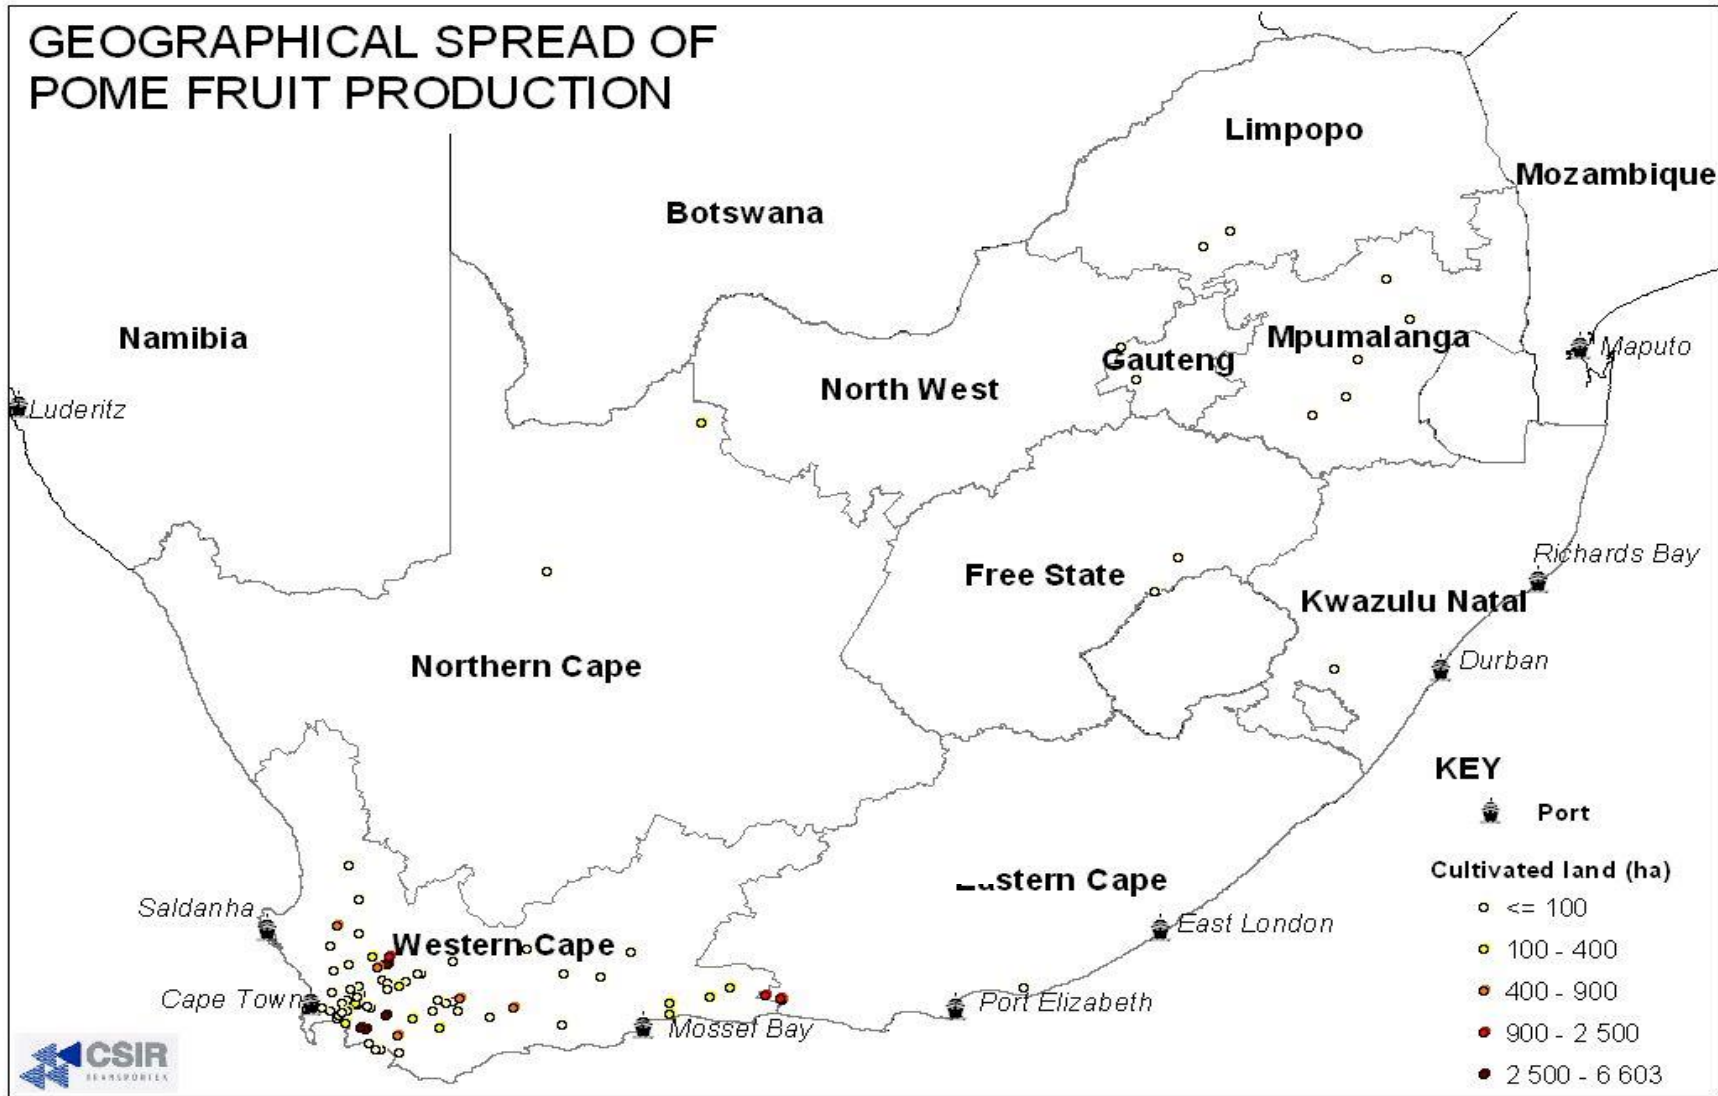 GEOGRAPHICAL SPREAD OF
POME FRUIT PRODUCTION
Limpopo
Mozambique
Botswana
Namibia
Mpumalanga
Maputo
Gauteng
North West
Luderitz
Richards Bay
Free State
Kwazulu Natal
Northern Cape
Durban
KEY
Port
Cultivated land (ha)
<= 100
100 - 400
400 - 900
900 - 2 500
2 500 - 6 603
Eastern Cape
Saldanha
East London
Western Cape
Cape Town
Port Elizabeth
Mossel Bay
CSIR
TRANSPORTEK